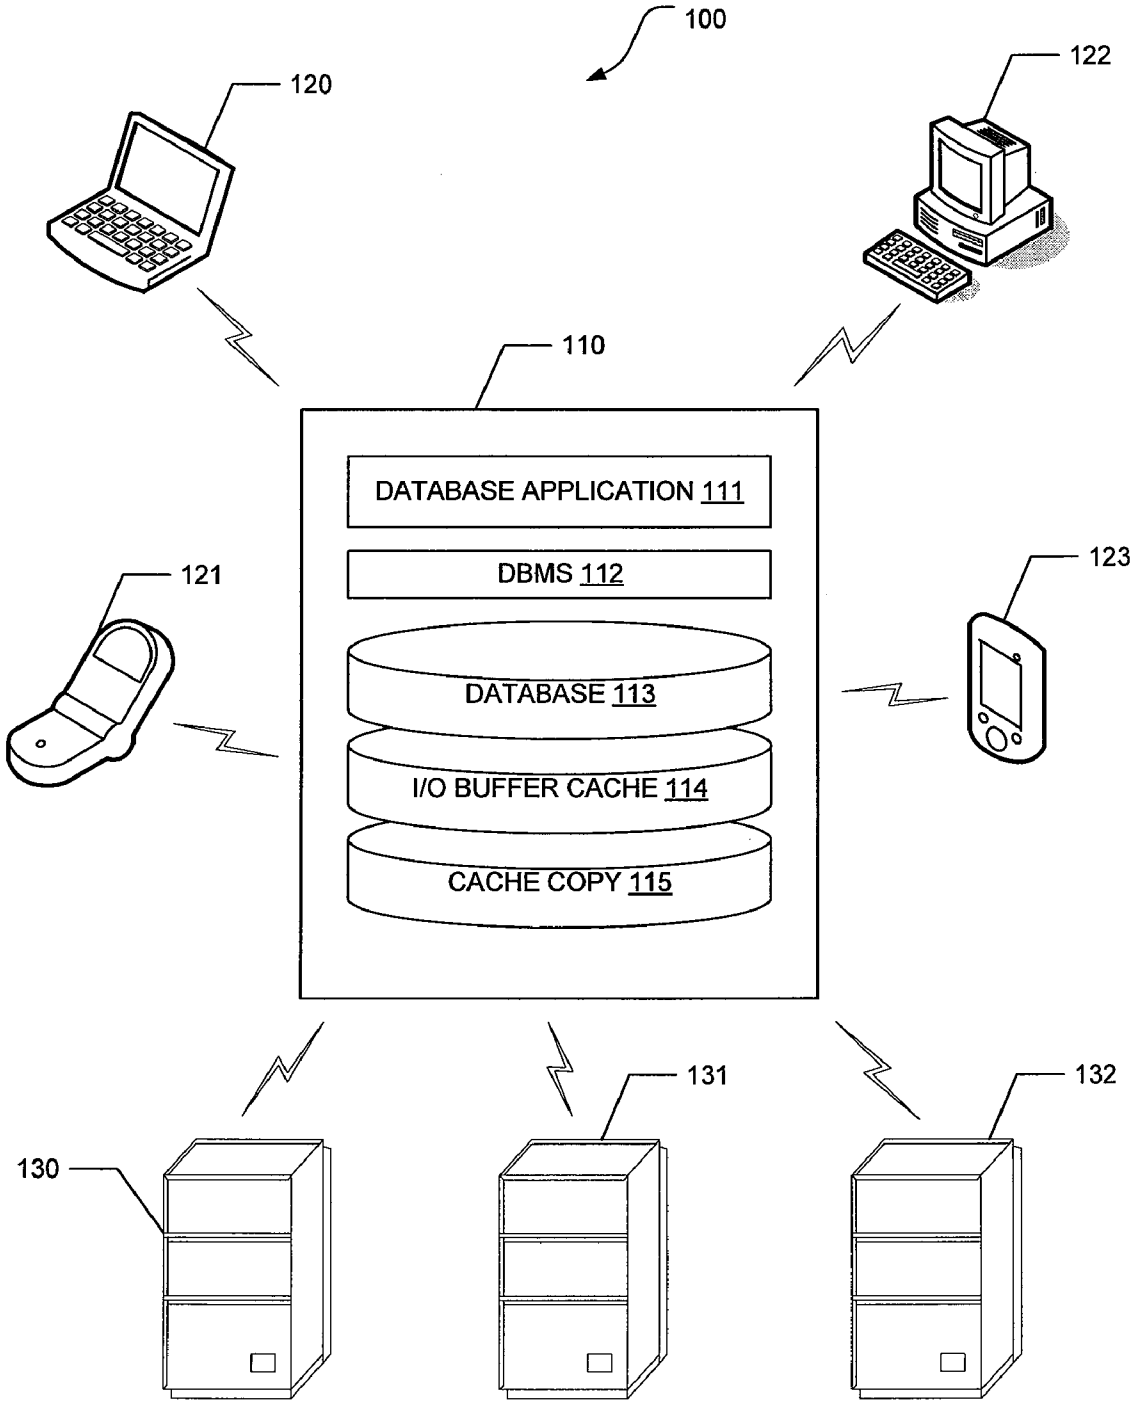 100
120
122
110
DATABASE APPLICATION 111
DBMS 112
121
123
DATABASE 113
I/O BUFFER CACHE 114
CACHE COPY 115
131
132
130